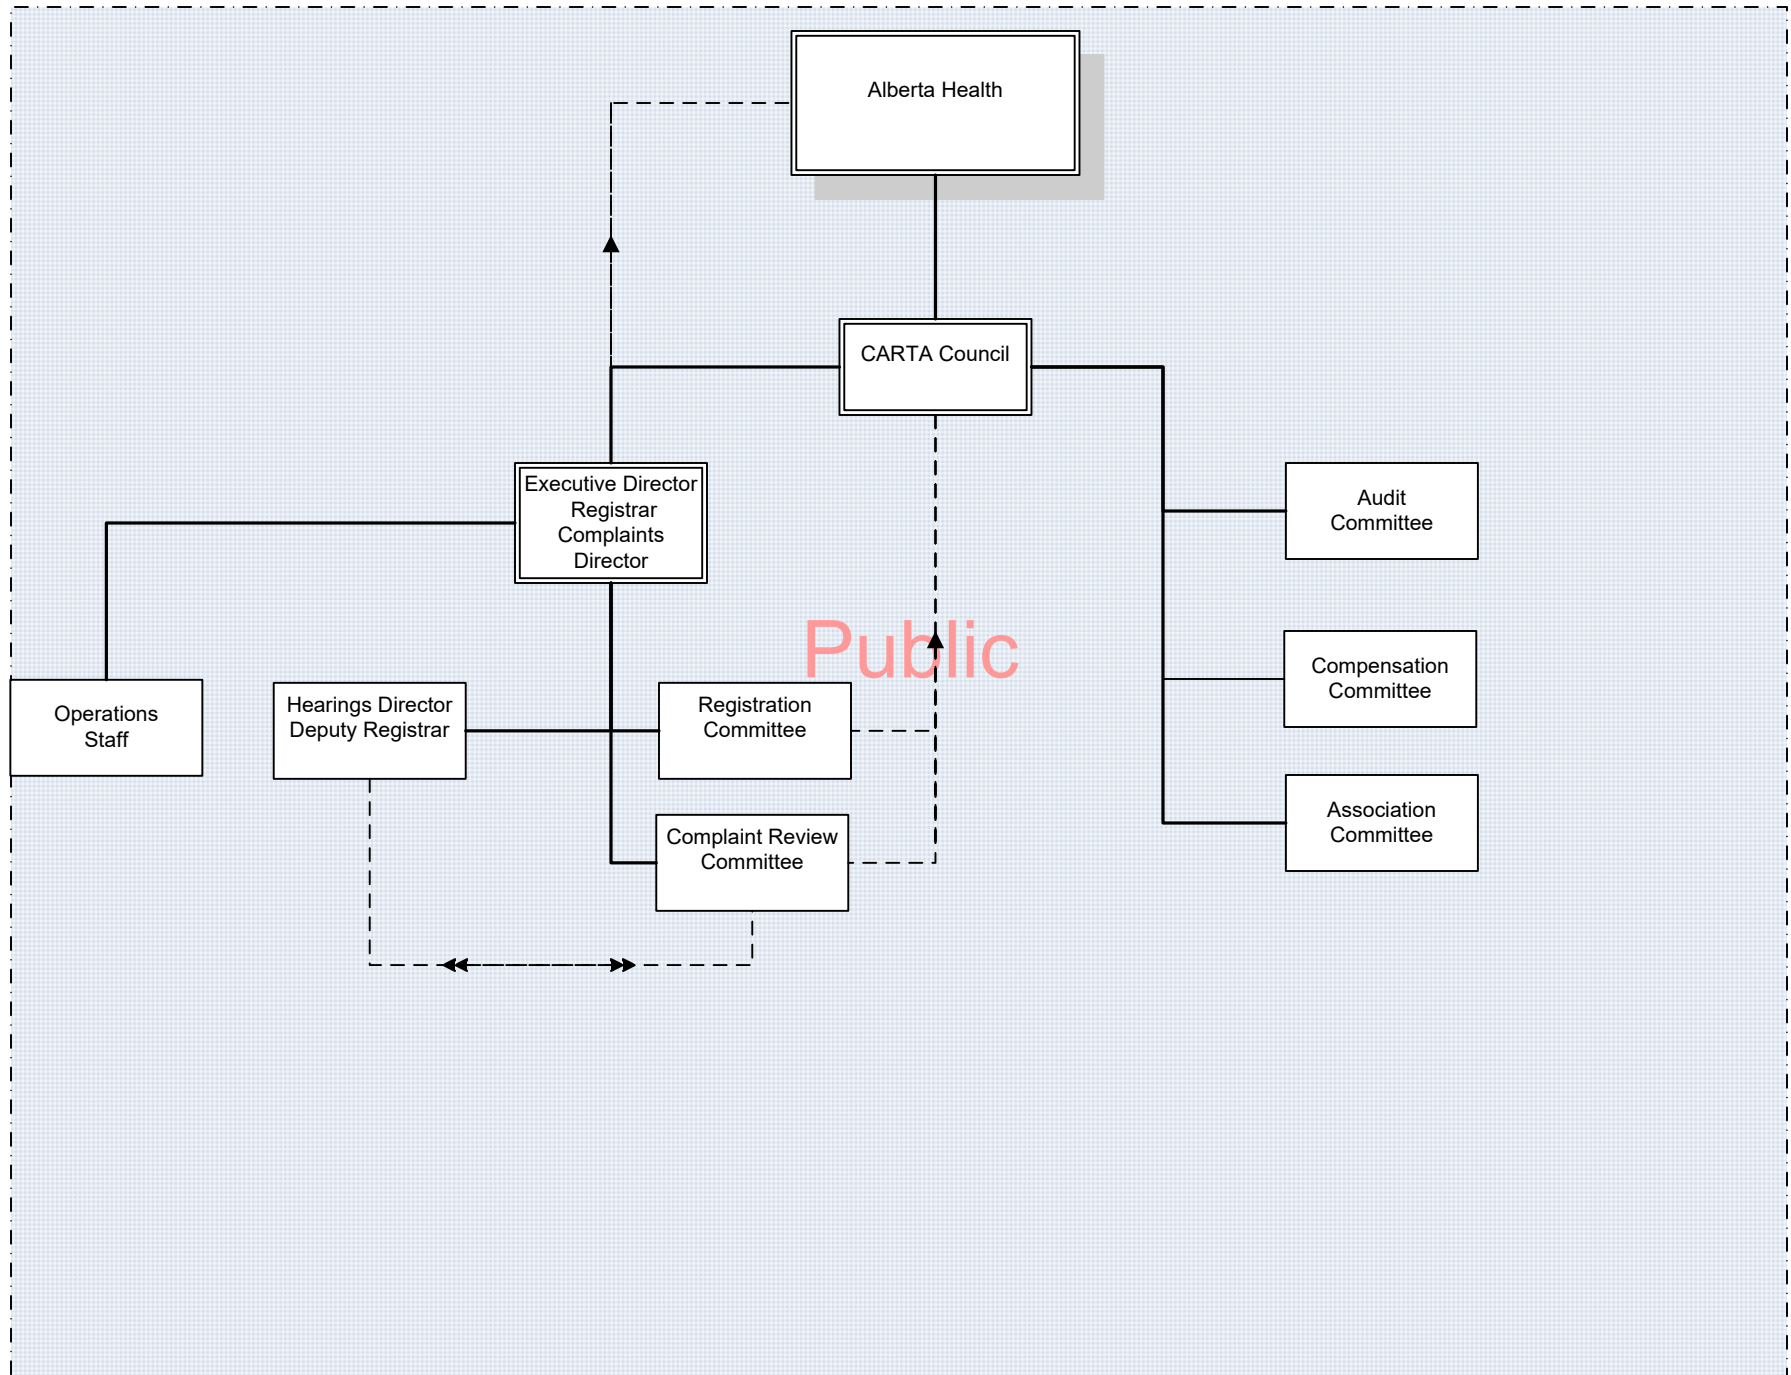 Alberta Health
CARTA Council
Executive Director
Registrar
Complaints
Director
Audit
Committee
Public
Compensation
Committee
Operations
Staff
Hearings Director
Deputy Registrar
Registration
Committee
Association
Committee
Complaint Review
Committee